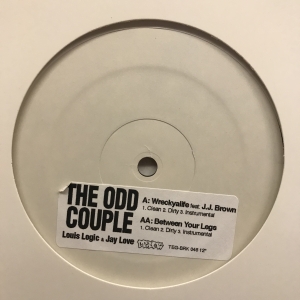 THE ODD
COUPLE
Louis Logic & Jay Love
A: Wreckyalife feat. J.J. Brown
1. Clean 2. Dirty 3. Instrumental
AA: Between Your Legs
1. Clean 2. Dirty 3. Instrumental
12"